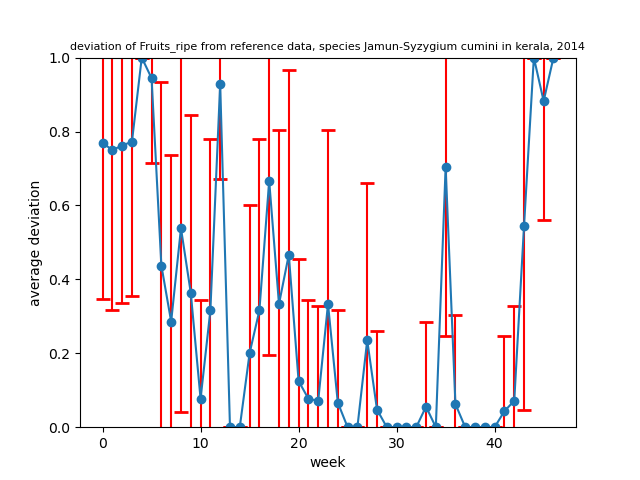 deviation of Fruits_ripe from reference data, species Jamun-Syzygium cumini in kerala, 2014
1.0
0.8
0.6
0.4
0.2
0.0
average deviation
0 10 20 30 40
week